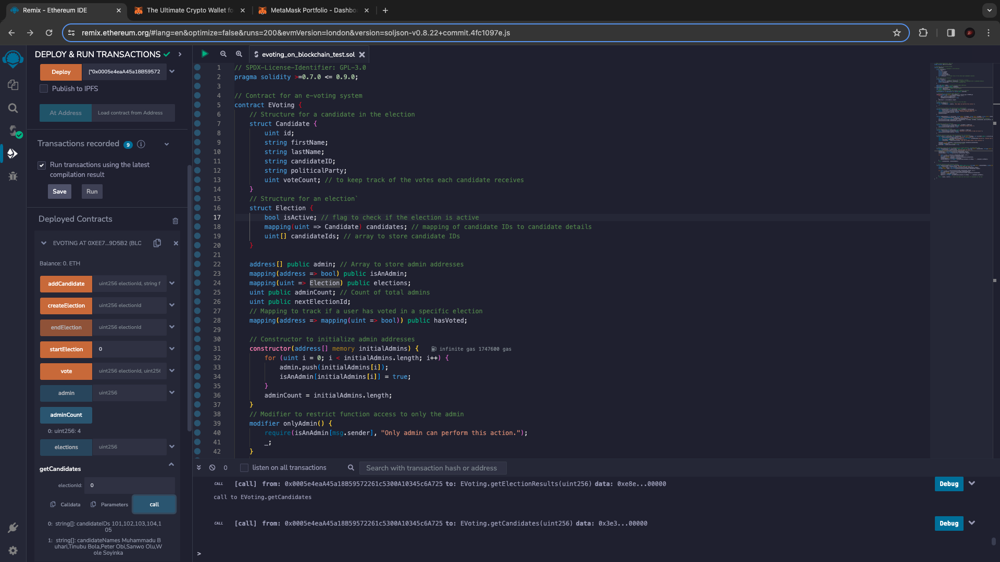 Remix - Ethereum IDE
The Ultimate Crypto Wallet fo
MetaMask Portfolio - Dashbo
remix.ethereum.org/#lang=en&optimize=false&runs=200&evmVersion=london&version=soljson-v0.8.22+commit.4fc1097e.js
DEPLOY & RUN TRANSACTIONS
Deploy ["0x0005e4eaA45a18B59572
Publish to IPFS
At Address Load contract from Address
Transactions recorded 9 i
Run transactions using the latest
compilation result
Save Run
Deployed Contracts
EVOTING AT 0XEE7...9D5B2 (BLO
Balance: 0. ETH
addCandidate uint256 electionId, string f
createElection uint256 electionId
endElection uint256 electionId
startElection 0
vote uint256 electionId, uint256
admin uint256
adminCount
0: uint256: 4
elections uint256
getCandidates
electionId: 0
Calldata Parameters call
0: string[]: candidateIDs 101,102,103,104,1
05
1: string[]: candidateNames Muhammadu B
uhari,Tinubu Bola,Peter Obi,Sanwo Olu,W
ole Soyinka
evoting_on_blockchain_test.sol
1 // SPDX-License-Identifier: GPL-3.0
2 pragma solidity >=0.7.0 <= 0.9.0;
3
4 // Contract for an e-voting system
5 contract EVoting {
6 // Structure for a candidate in the election
7 struct Candidate {
8 uint id;
9 string firstName;
10 string lastName;
11 string candidateID;
12 string politicalParty;
13 uint voteCount; // to keep track of the votes each candidate receives
14 }
15 // Structure for an election`
16 struct Election {
17 bool isActive; // flag to check if the election is active
18 mapping(uint => Candidate) candidates; // mapping of candidate IDs to candidate details
19 uint[] candidateIds; // array to store candidate IDs
20 }
21
22 address[] public admin; // Array to store admin addresses
23 mapping(address => bool) public isAnAdmin;
24 mapping(uint => Election) public elections;
25 uint public adminCount; // Count of total admins
26 uint public nextElectionId;
27 // Mapping to track if a user has voted in a specific election
28 mapping(address => mapping(uint => bool)) public hasVoted;
29
30 // Constructor to initialize admin addresses
31 constructor(address[] memory initialAdmins) { infinite gas 1747600 gas
32 for (uint i = 0; i < initialAdmins.length; i++) {
33 admin.push(initialAdmins[i]);
34 isAnAdmin[initialAdmins[i]] = true;
35 }
36 adminCount = initialAdmins.length;
37 }
38 // Modifier to restrict function access to only the admin
39 modifier onlyAdmin() {
40 require(isAnAdmin[msg.sender], "Only admin can perform this action.");
41 _;
42 }
0 listen on all transactions Search with transaction hash or address
CALL [call] from: 0x0005e4eaA45a18B59572261c5300A10345c6A725 to: EVoting.getElectionResults(uint256) data: 0xe8e...00000 Debug
call to EVoting.getCandidates
CALL [call] from: 0x0005e4eaA45a18B59572261c5300A10345c6A725 to: EVoting.getCandidates(uint256) data: 0x3e3...00000 Debug
>